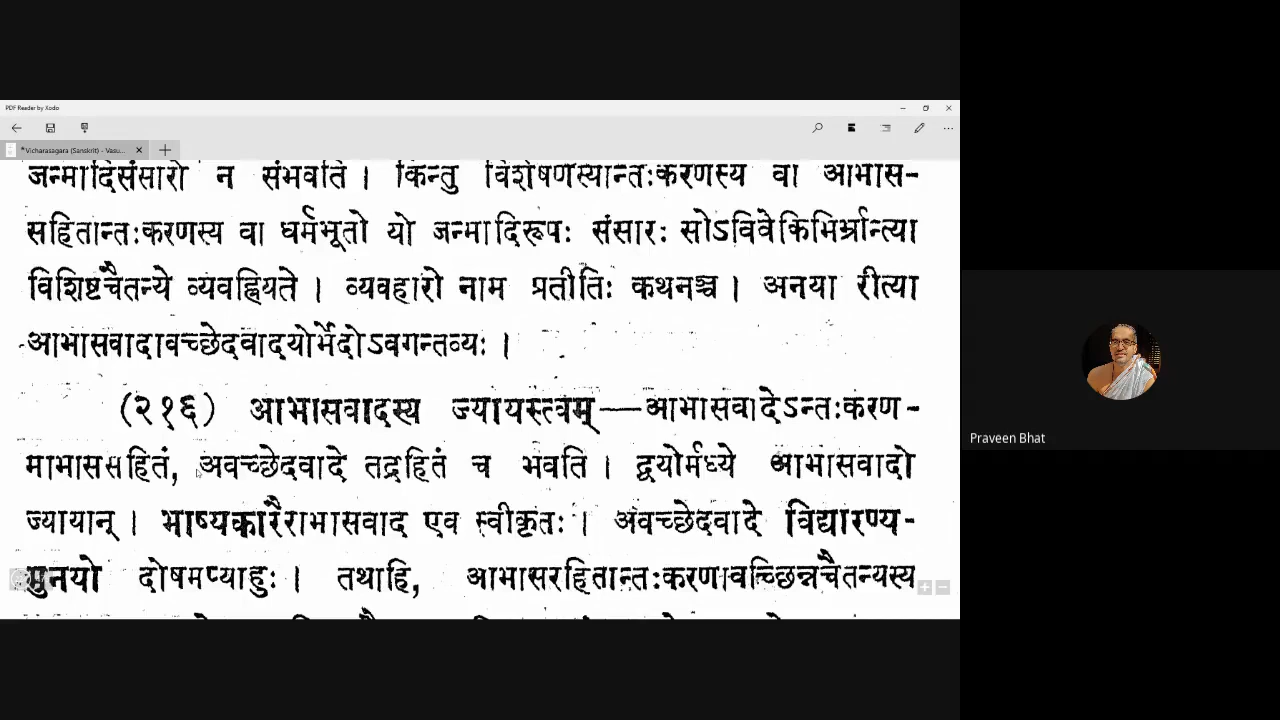 PDF Reader by Xodo
*Vicharasagara (Sanskrit) - Vasu...
जन्मादिसंसारो न संभवति । किन्तु विशेषणस्यान्तःकरणस्य वा आभास-
सहितान्तःकरणस्य वा धर्मभूतो यो जन्मादिरूपः संसारः सोऽविवेकिभिर्भ्रान्त्या
विशिष्टचैतन्ये व्यवह्रियते । व्यवहारो नाम प्रतीतिः कथनञ्च । अनया रीत्या
आभासवादावच्छेदवादयोर्भेदोऽवगन्तव्यः ।
(२१६) आभासवादस्य ज्यायस्त्वम्—आभासवादेऽन्तःकरण-
माभाससहितं, अवच्छेदवादे तद्रहितं च भवति । द्वयोर्मध्ये आभासवादो
ज्यायान् । भाष्यकारैराभासवाद एव स्वीकृतः । अवच्छेदवादे विद्यारण्य-
मुनयो दोषमप्याहुः । तथाहि, आभासरहितान्तःकरणावच्छिन्नचैतन्यस्य
Praveen Bhat